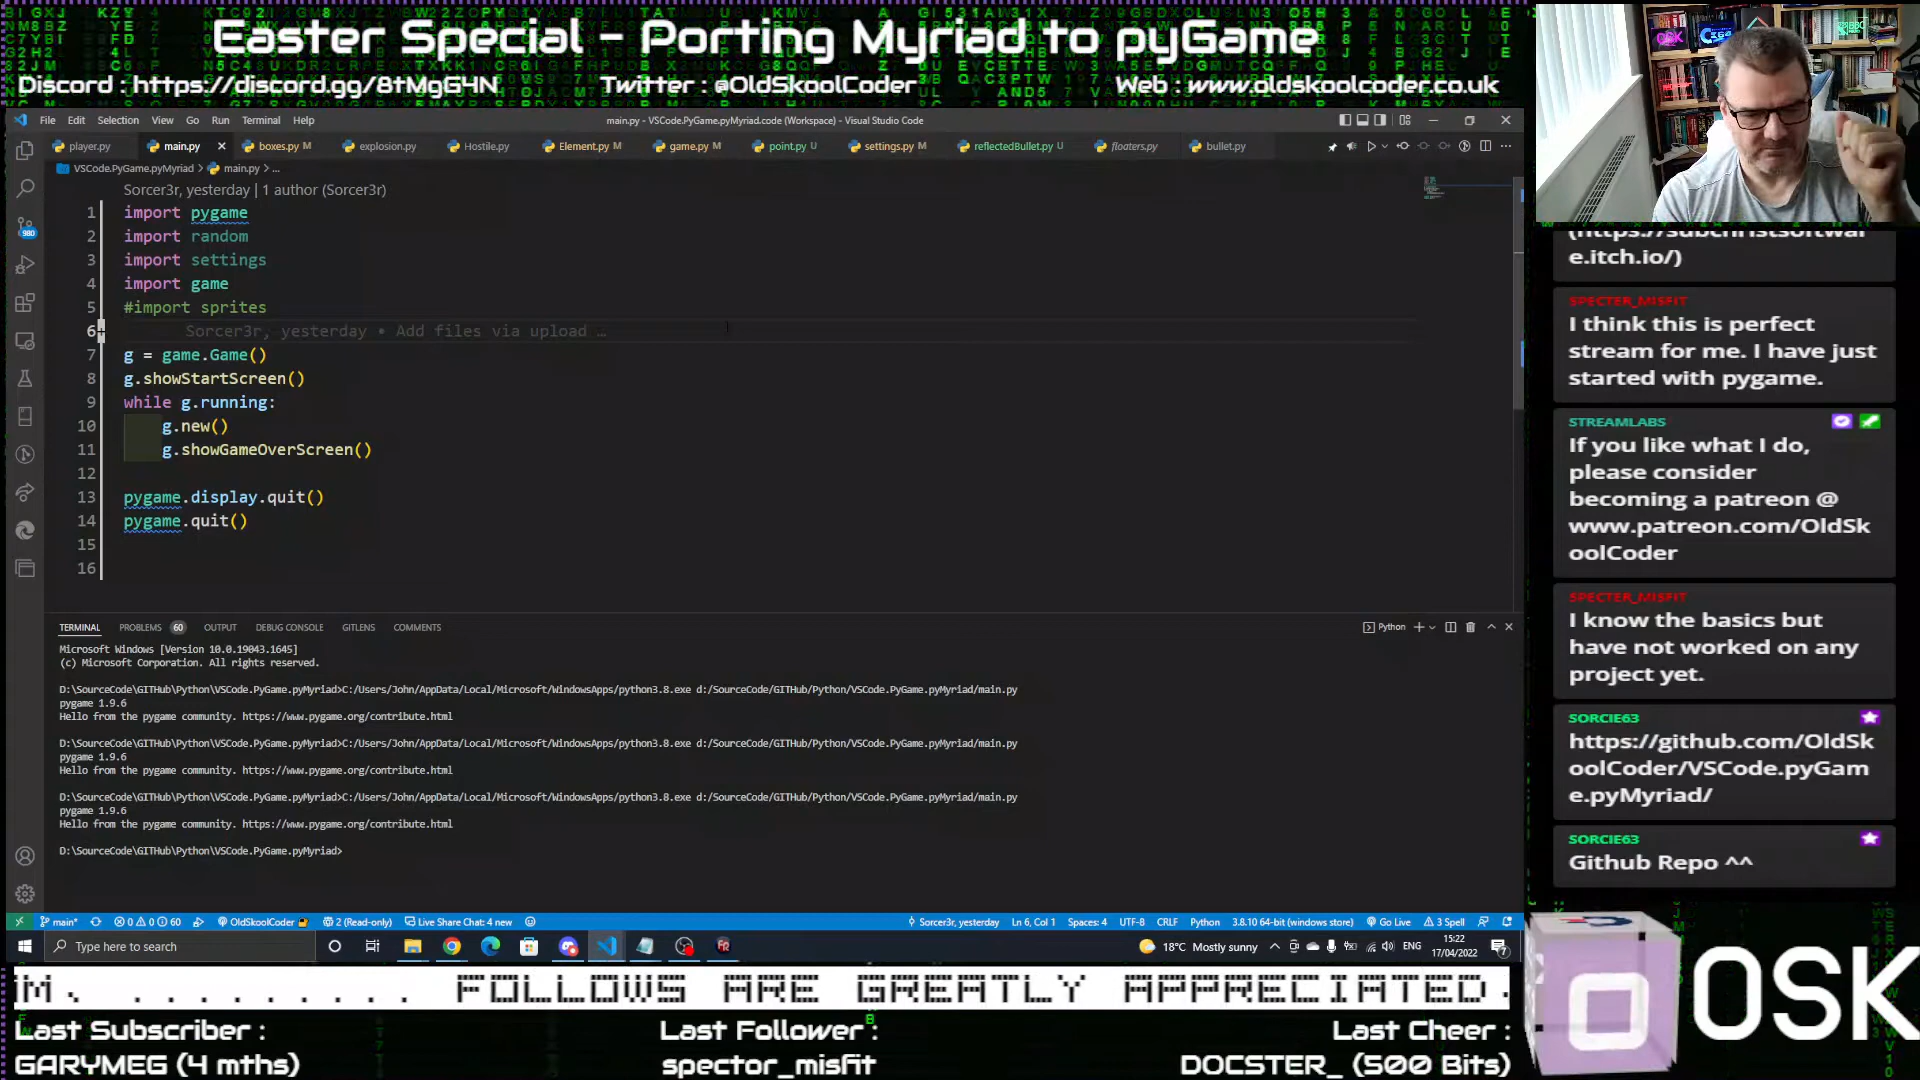 Easter Special - Porting Myriad to pyGame
Discord : https://discord.gg/8tMgG4N
Twitter : @OldSkoolCoder
Web : www.oldskoolcoder.co.uk
File Edit Selection View Go Run Terminal Help
main.py - VSCode.PyGame.pyMyriad.code (Workspace) - Visual Studio Code
player.py
main.py
boxes.py M
explosion.py
Hostile.py
Element.py M
game.py M
point.py U
settings.py M
reflectedBullet.py U
floaters.py
bullet.py
VSCode.PyGame.pyMyriad > main.py > ...
Sorcer3r, yesterday | 1 author (Sorcer3r)
1 import pygame
2 import random
3 import settings
4 import game
5 #import sprites
6 Sorcer3r, yesterday • Add files via upload …
7 g = game.Game()
8 g.showStartScreen()
9 while g.running:
10 g.new()
11 g.showGameOverScreen()
12
13 pygame.display.quit()
14 pygame.quit()
15
16
980
TERMINAL PROBLEMS 60 OUTPUT DEBUG CONSOLE GITLENS COMMENTS
Python
Microsoft Windows [Version 10.0.19043.1645]
(c) Microsoft Corporation. All rights reserved.
D:\SourceCode\GITHub\Python\VSCode.PyGame.pyMyriad>C:/Users/John/AppData/Local/Microsoft/WindowsApps/python3.8.exe d:/SourceCode/GITHub/Python/VSCode.PyGame.pyMyriad/main.py
pygame 1.9.6
Hello from the pygame community. https://www.pygame.org/contribute.html
D:\SourceCode\GITHub\Python\VSCode.PyGame.pyMyriad>C:/Users/John/AppData/Local/Microsoft/WindowsApps/python3.8.exe d:/SourceCode/GITHub/Python/VSCode.PyGame.pyMyriad/main.py
pygame 1.9.6
Hello from the pygame community. https://www.pygame.org/contribute.html
D:\SourceCode\GITHub\Python\VSCode.PyGame.pyMyriad>C:/Users/John/AppData/Local/Microsoft/WindowsApps/python3.8.exe d:/SourceCode/GITHub/Python/VSCode.PyGame.pyMyriad/main.py
pygame 1.9.6
Hello from the pygame community. https://www.pygame.org/contribute.html
D:\SourceCode\GITHub\Python\VSCode.PyGame.pyMyriad>
main* 0 0 60 OldSkoolCoder 2 (Read-only) Live Share Chat: 4 new
Sorcer3r, yesterday Ln 6, Col 1 Spaces: 4 UTF-8 CRLF Python 3.8.10 64-bit (windows store) Go Live 3 Spell
Type here to search
18°C Mostly sunny
ENG
15:22
17/04/2022
(https://subchristsoftwar
e.itch.io/)
SPECTER_MISFIT
I think this is perfect
stream for me. I have just
started with pygame.
STREAMLABS
If you like what I do,
please consider
becoming a patreon @
www.patreon.com/OldSk
oolCoder
SPECTER_MISFIT
I know the basics but
have not worked on any
project yet.
SORCIE63
https://github.com/OldSk
oolCoder/VSCode.pyGam
e.pyMyriad/
SORCIE63
Github Repo ^^
M. ........ FOLLOWS ARE GREATLY APPRECIATED.
Last Subscriber :
GARYMEG (4 mths)
Last Follower :
spector_misfit
Last Cheer :
DOCSTER_ (500 Bits)
OSK